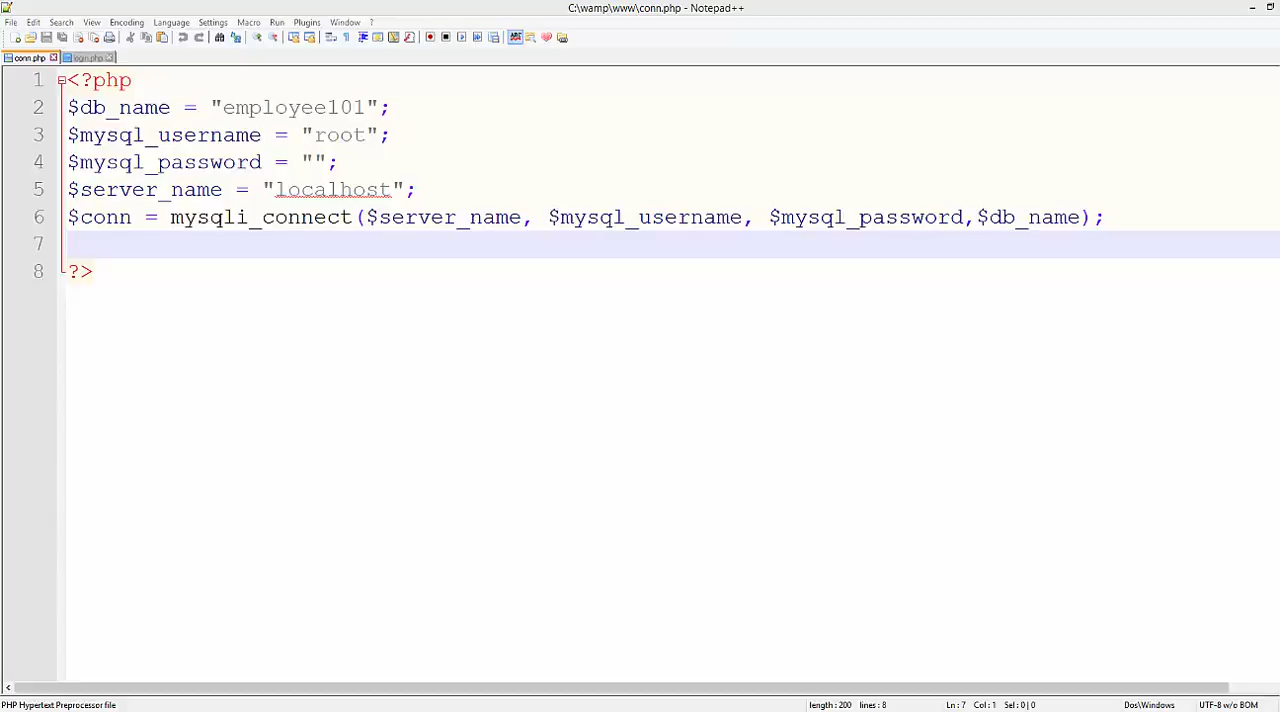 C:\wamp\www\conn.php - Notepad++
File Edit Search View Encoding Language Settings Macro Run Plugins Window ?
conn.php login.php
1 <?php
2 $db_name = "employee101";
3 $mysql_username = "root";
4 $mysql_password = "";
5 $server_name = "localhost";
6 $conn = mysqli_connect($server_name, $mysql_username, $mysql_password,$db_name);
7
8 ?>
PHP Hypertext Preprocessor file length : 200 lines : 8 Ln : 7 Col : 1 Sel : 0 | 0 Dos\Windows UTF-8 w/o BOM